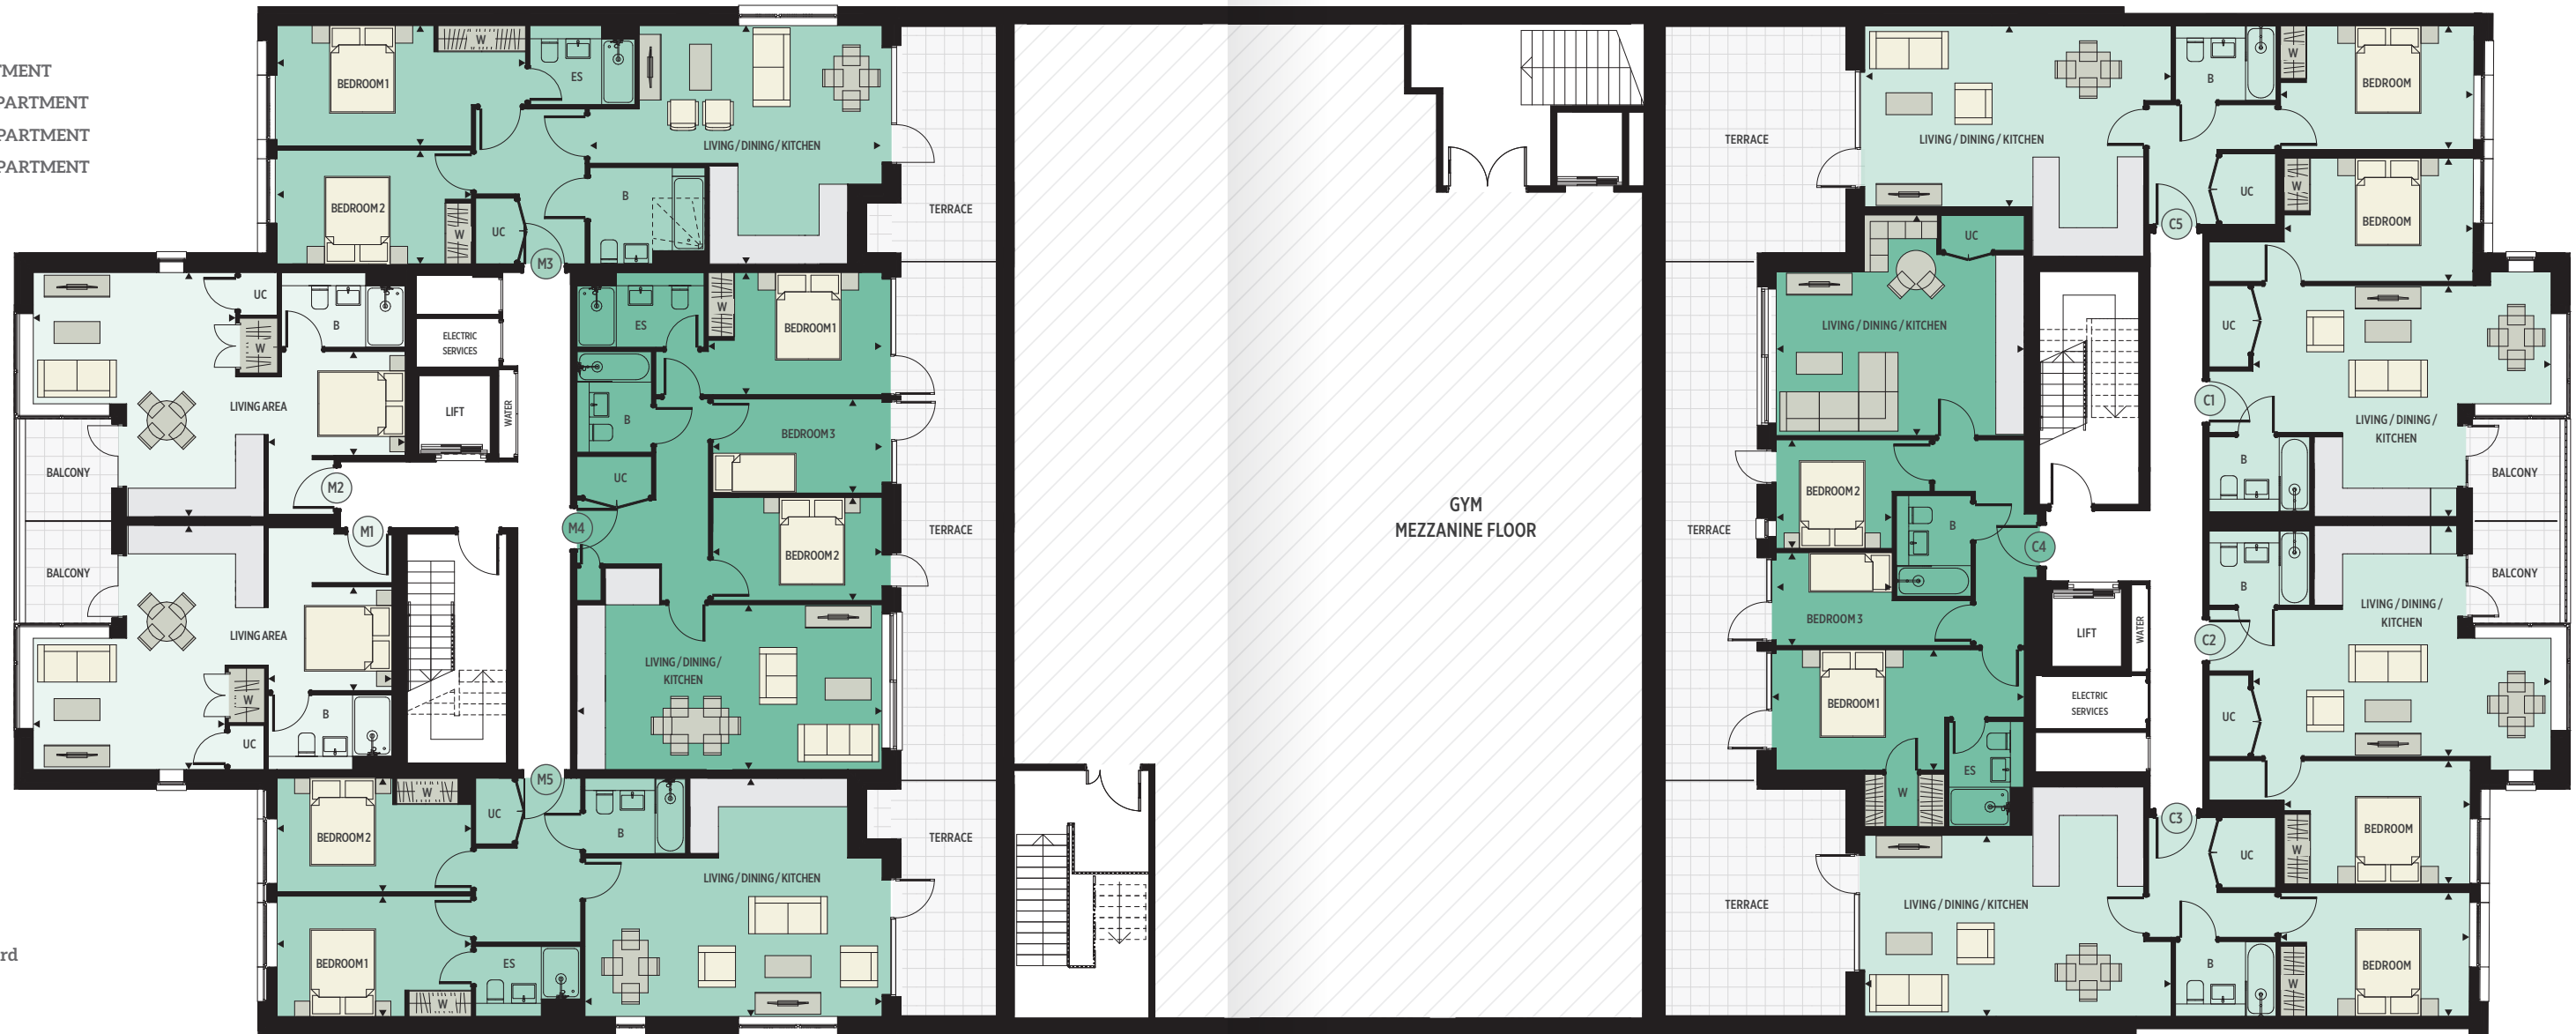 TMENT
PARTMENT
PARTMENT
PARTMENT
BEDROOM 1
W
ES
LIVING / DINING / KITCHEN
BEDROOM 2
W
UC
B
TERRACE
M3
UC
W
B
LIVING AREA
BALCONY
M2
ELECTRIC
SERVICES
LIFT
WATER
ES
W
BEDROOM 1
B
BEDROOM 3
UC
M4
BEDROOM 2
TERRACE
LIVING / DINING /
KITCHEN
M1
BALCONY
LIVING AREA
W
UC
B
M5
BEDROOM 2
W
UC
B
LIVING / DINING / KITCHEN
TERRACE
BEDROOM 1
W
ES
rd
GYM
MEZZANINE FLOOR
TERRACE
LIVING / DINING / KITCHEN
B
W
BEDROOM
UC
C5
W
BEDROOM
UC
LIVING / DINING / KITCHEN
UC
C1
LIVING / DINING /
KITCHEN
B
BALCONY
TERRACE
BEDROOM 2
B
C4
BEDROOM 3
BEDROOM 1
W
ES
LIFT
WATER
ELECTRIC
SERVICES
B
C2
LIVING / DINING /
KITCHEN
BALCONY
UC
C3
UC
W
BEDROOM
TERRACE
LIVING / DINING / KITCHEN
B
W
BEDROOM